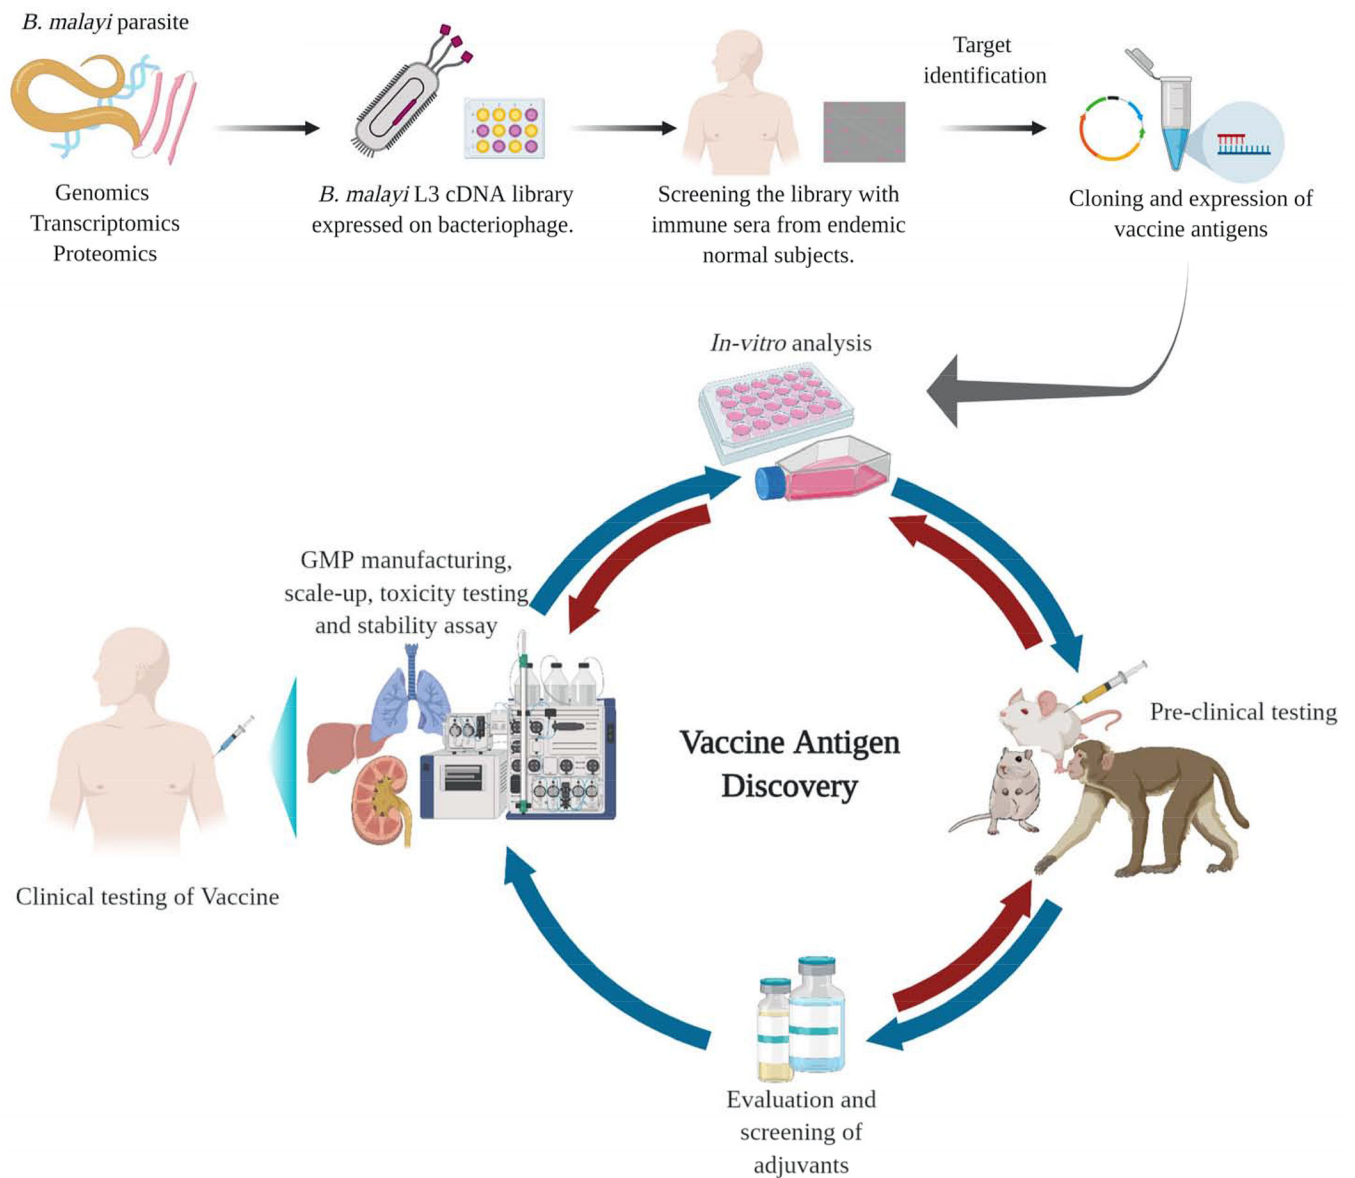 B. malayi parasite
Genomics
Transcriptomics
Proteomics
B. malayi L3 cDNA library
expressed on bacteriophage.
Screening the library with
immune sera from endemic
normal subjects.
Target
identification
Cloning and expression of
vaccine antigens
In-vitro analysis
GMP manufacturing,
scale-up, toxicity testing
and stability assay
Vaccine Antigen
Discovery
Pre-clinical testing
Clinical testing of Vaccine
Evaluation and
screening of
adjuvants